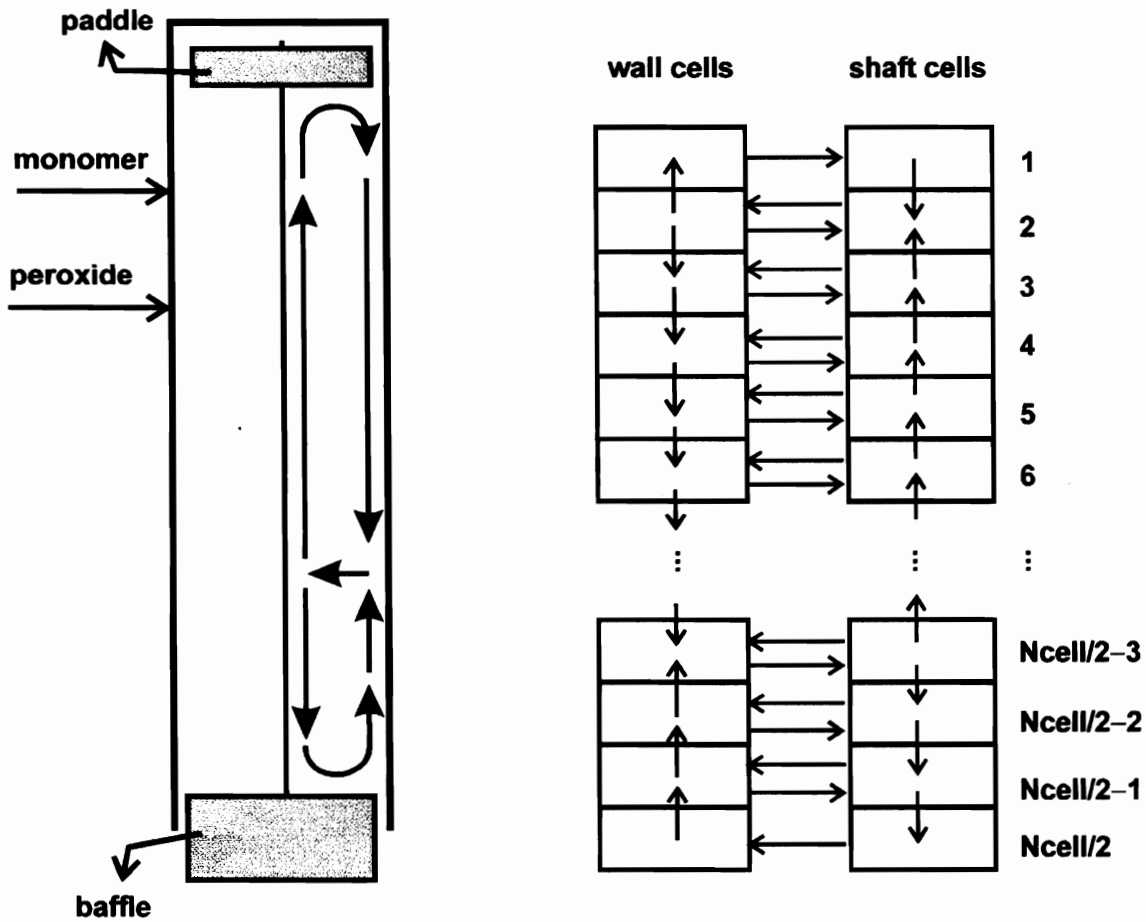 paddle
monomer
peroxide
baffle
wall cells
shaft cells
1
2
3
4
5
6
...
...
...
Ncell/2–3
Ncell/2–2
Ncell/2–1
Ncell/2